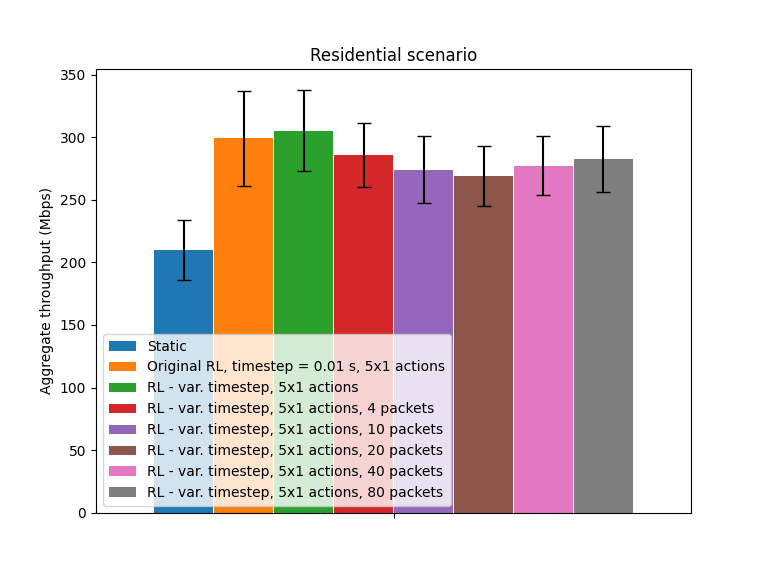 Residential scenario
Aggregate throughput (Mbps)
350
300
250
200
150
100
50
0
Static
Original RL, timestep = 0.01 s, 5x1 actions
RL - var. timestep, 5x1 actions
RL - var. timestep, 5x1 actions, 4 packets
RL - var. timestep, 5x1 actions, 10 packets
RL - var. timestep, 5x1 actions, 20 packets
RL - var. timestep, 5x1 actions, 40 packets
RL - var. timestep, 5x1 actions, 80 packets